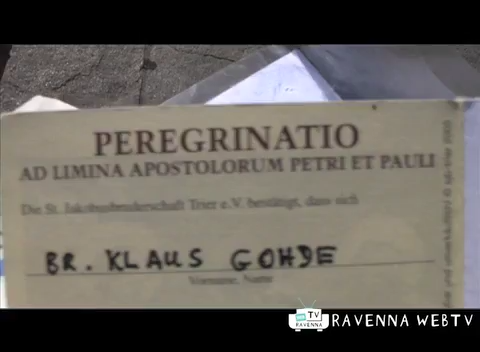 PEREGRINATIO
AD LIMINA APOSTOLORUM PETRI ET PAULI
Die St. Jakobusbruderschaft Trier e.V. bestätigt, dass sich
BR. KLAUS GOHDE
Vorname, Name
TV
RAVENNA
RAVENNA WEBTV